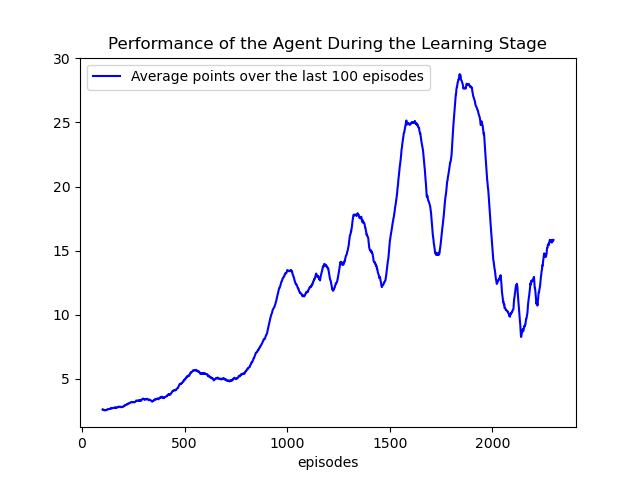 Performance of the Agent During the Learning Stage
Average points over the last 100 episodes
30
25
20
15
10
5
0 500 1000 1500 2000
episodes